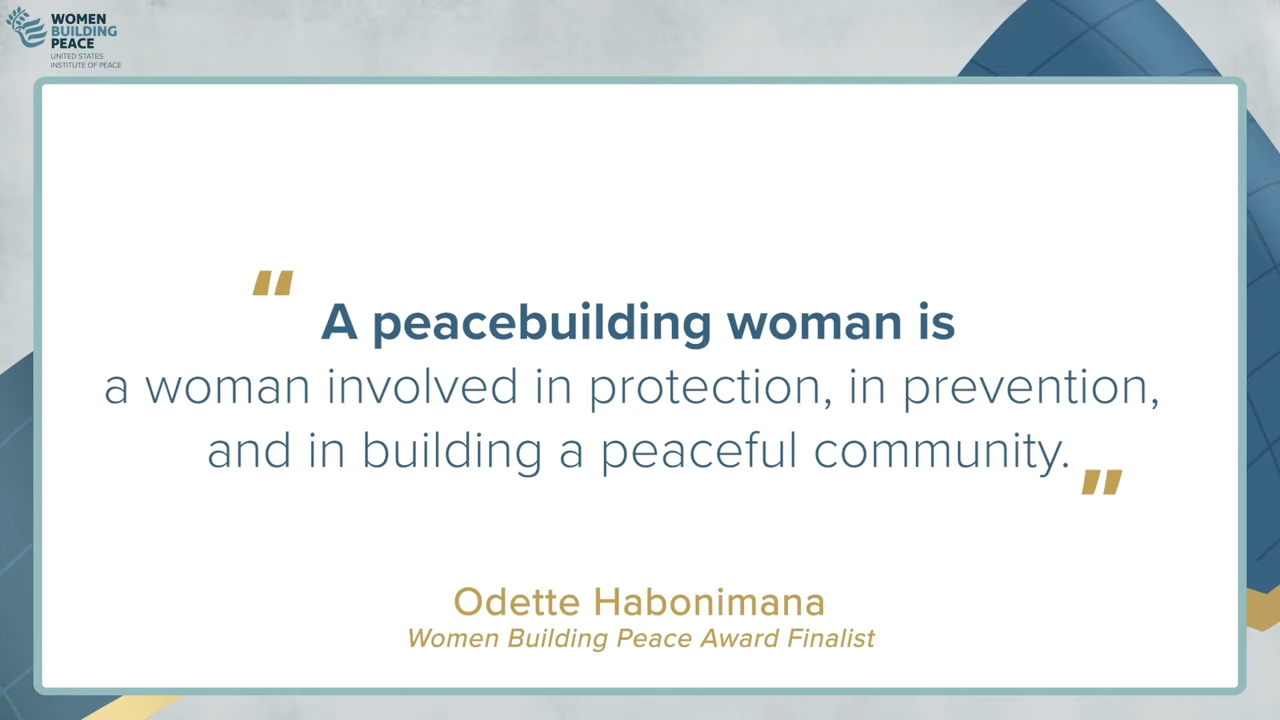 WOMEN
BUILDING
PEACE
UNITED STATES
INSTITUTE OF PEACE
"A peacebuilding woman is
a woman involved in protection, in prevention,
and in building a peaceful community."
Odette Habonimana
Women Building Peace Award Finalist